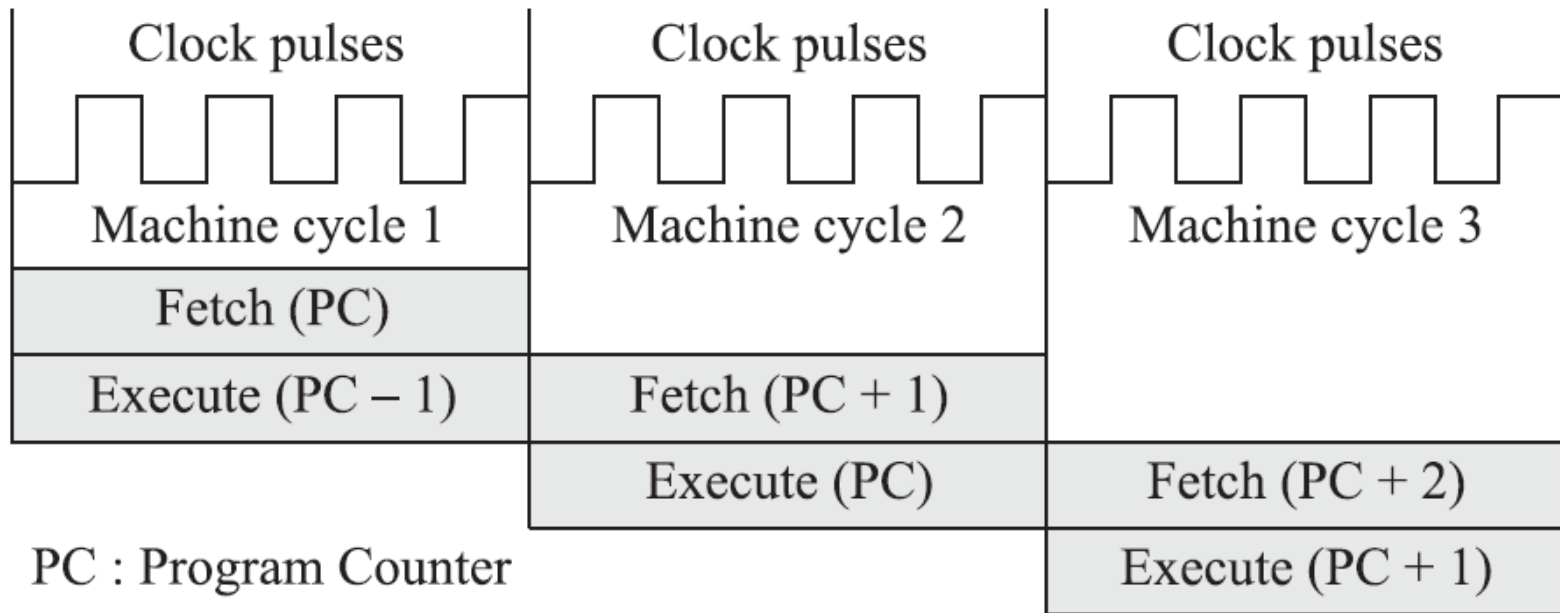 Clock pulses
Clock pulses
Clock pulses
Machine cycle 1
Machine cycle 2
Machine cycle 3
Fetch (PC)
Execute (PC – 1)
Fetch (PC + 1)
Execute (PC)
Fetch (PC + 2)
PC : Program Counter
Execute (PC + 1)